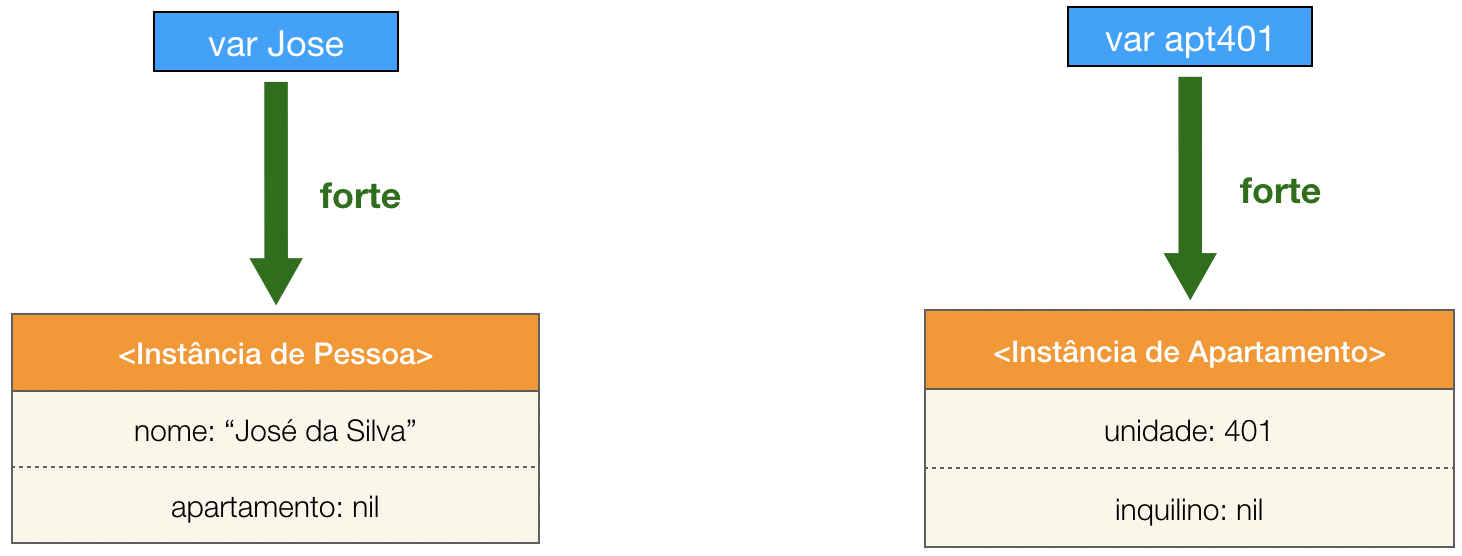 var Jose
var apt401
forte
forte
<Instância de Pessoa>
<Instância de Apartamento>
nome: “José da Silva”
unidade: 401
apartamento: nil
inquilino: nil